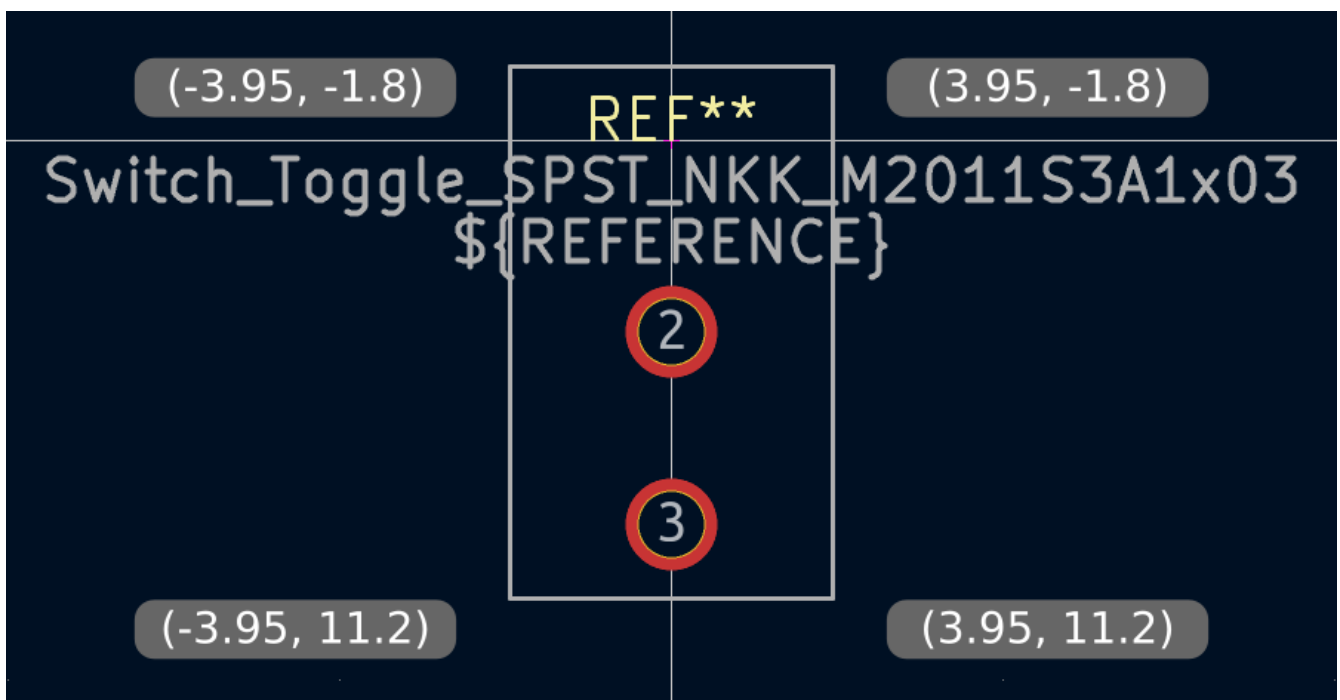 (-3.95, -1.8)
(3.95, -1.8)
REF**
Switch_Toggle_SPST_NKK_M2011S3A1x03
${REFERENCE}
2
3
(-3.95, 11.2)
(3.95, 11.2)